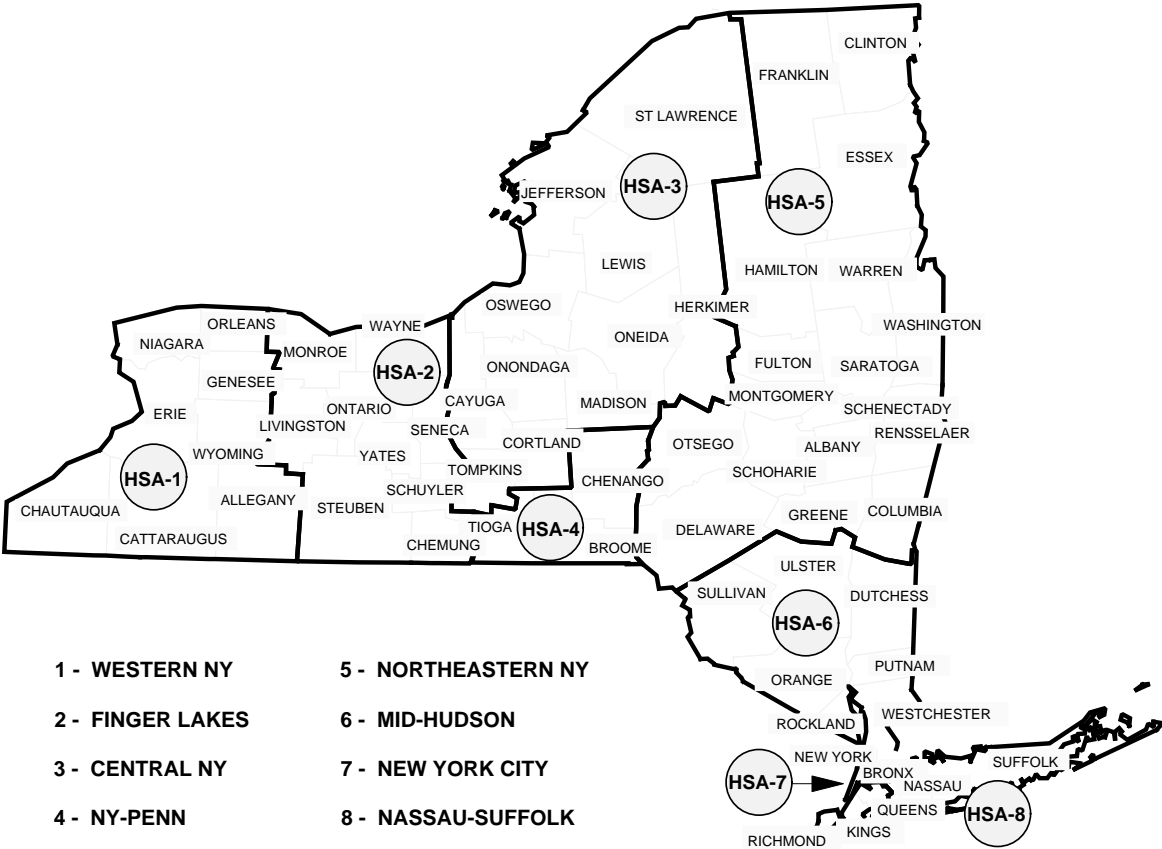 CLINTON
FRANKLIN
ST LAWRENCE
ESSEX
HSA-3
JEFFERSON
HSA-5
LEWIS
HAMILTON
WARREN
OSWEGO
HERKIMER
ORLEANS
WAYNE
WASHINGTON
NIAGARA
MONROE
ONEIDA
HSA-2
ONONDAGA
FULTON
SARATOGA
GENESEE
MONTGOMERY
ONTARIO
CAYUGA
MADISON
SCHENECTADY
ERIE
LIVINGSTON
SENECA
RENSSELAER
CORTLAND
OTSEGO
ALBANY
WYOMING
YATES
TOMPKINS
SCHOHARIE
HSA-1
CHENANGO
SCHUYLER
ALLEGANY
STEUBEN
CHAUTAUQUA
COLUMBIA
GREENE
TIOGA
HSA-4
DELAWARE
CATTARAUGUS
CHEMUNG
BROOME
ULSTER
SULLIVAN
DUTCHESS
HSA-6
PUTNAM
ORANGE
ROCKLAND
WESTCHESTER
NEW YORK
SUFFOLK
BRONX
HSA-7
NASSAU
QUEENS
HSA-8
KINGS
RICHMOND
1 - WESTERN NY
2 - FINGER LAKES
3 - CENTRAL NY
4 - NY-PENN
5 - NORTHEASTERN NY
6 - MID-HUDSON
7 - NEW YORK CITY
8 - NASSAU-SUFFOLK